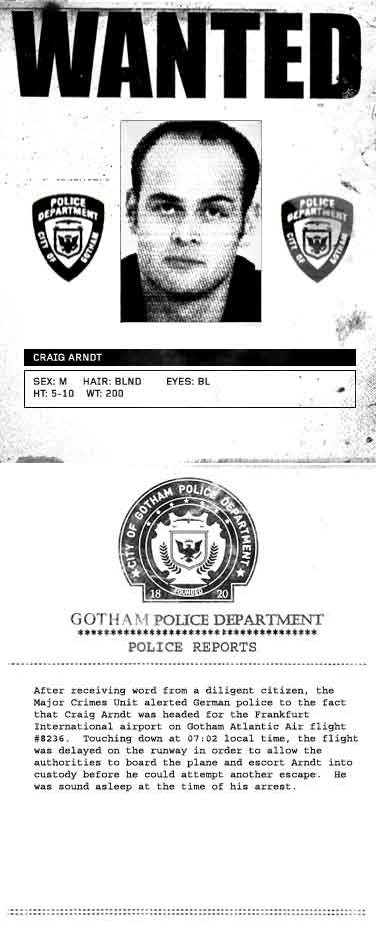 WANTED
POLICE
DEPARTMENT
CITY OF GOTHAM
POLICE
DEPARTMENT
CITY OF GOTHAM
CRAIG ARNDT
SEX: M HAIR: BLND EYES: BL
HT: 5-10 WT: 200
CITY OF GOTHAM POLICE DEPARTMENT
FOUNDED
18 20
GOTHAM POLICE DEPARTMENT
*********************************
POLICE REPORTS
After receiving word from a diligent citizen, the
Major Crimes Unit alerted German police to the fact
that Craig Arndt was headed for the Frankfurt
International airport on Gotham Atlantic Air flight
#8236. Touching down at 07:02 local time, the flight
was delayed on the runway in order to allow the
authorities to board the plane and escort Arndt into
custody before he could attempt another escape. He
was sound asleep at the time of his arrest.